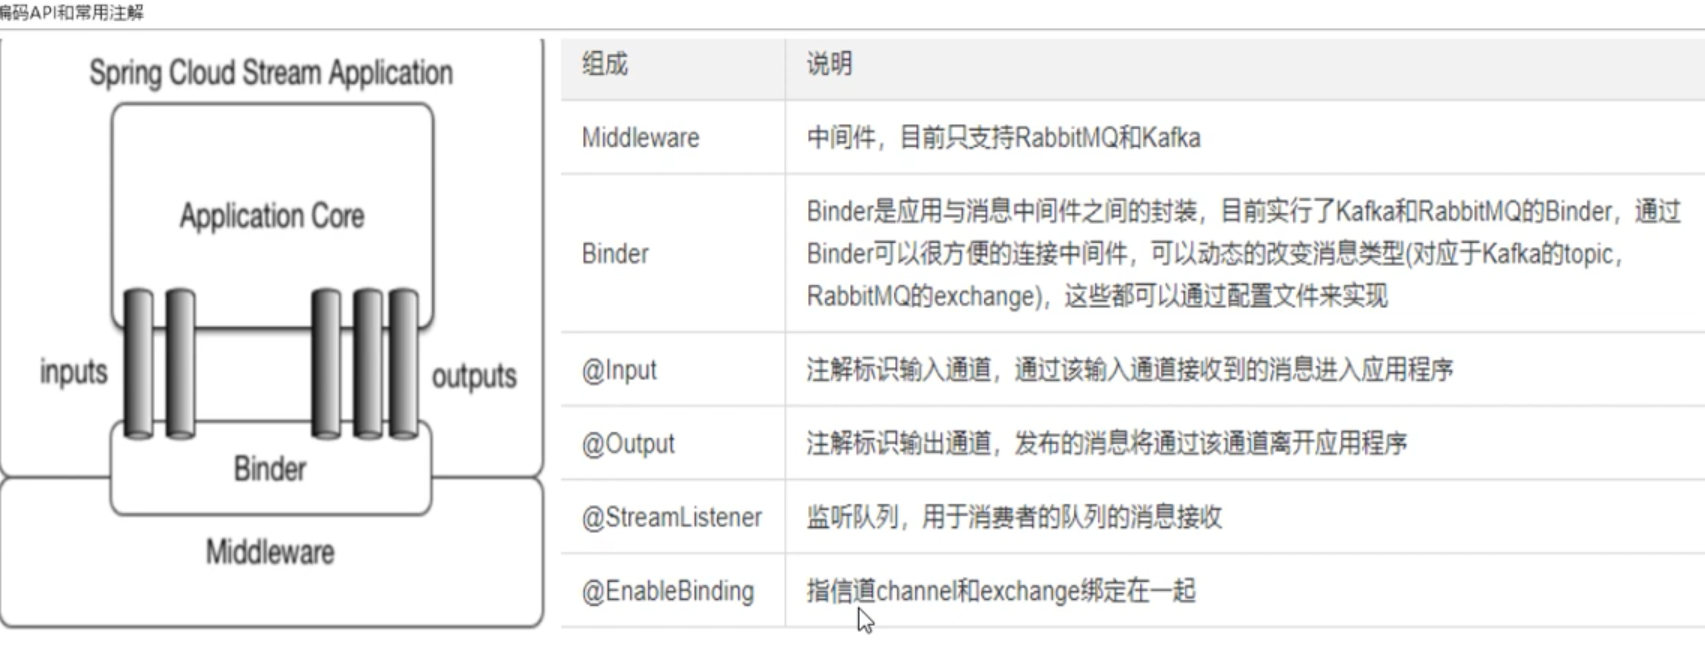 编码API和常用注解
Spring Cloud Stream Application
Application Core
inputs
outputs
Binder
Middleware
组成 说明
Middleware 中间件，目前只支持RabbitMQ和Kafka
Binder Binder是应用与消息中间件之间的封装，目前实行了Kafka和RabbitMQ的Binder，通过
Binder可以很方便的连接中间件，可以动态的改变消息类型(对应于Kafka的topic，
RabbitMQ的exchange)，这些都可以通过配置文件来实现
@Input 注解标识输入通道，通过该输入通道接收到的消息进入应用程序
@Output 注解标识输出通道，发布的消息将通过该通道离开应用程序
@StreamListener 监听队列，用于消费者的队列的消息接收
@EnableBinding 指信道channel和exchange绑定在一起